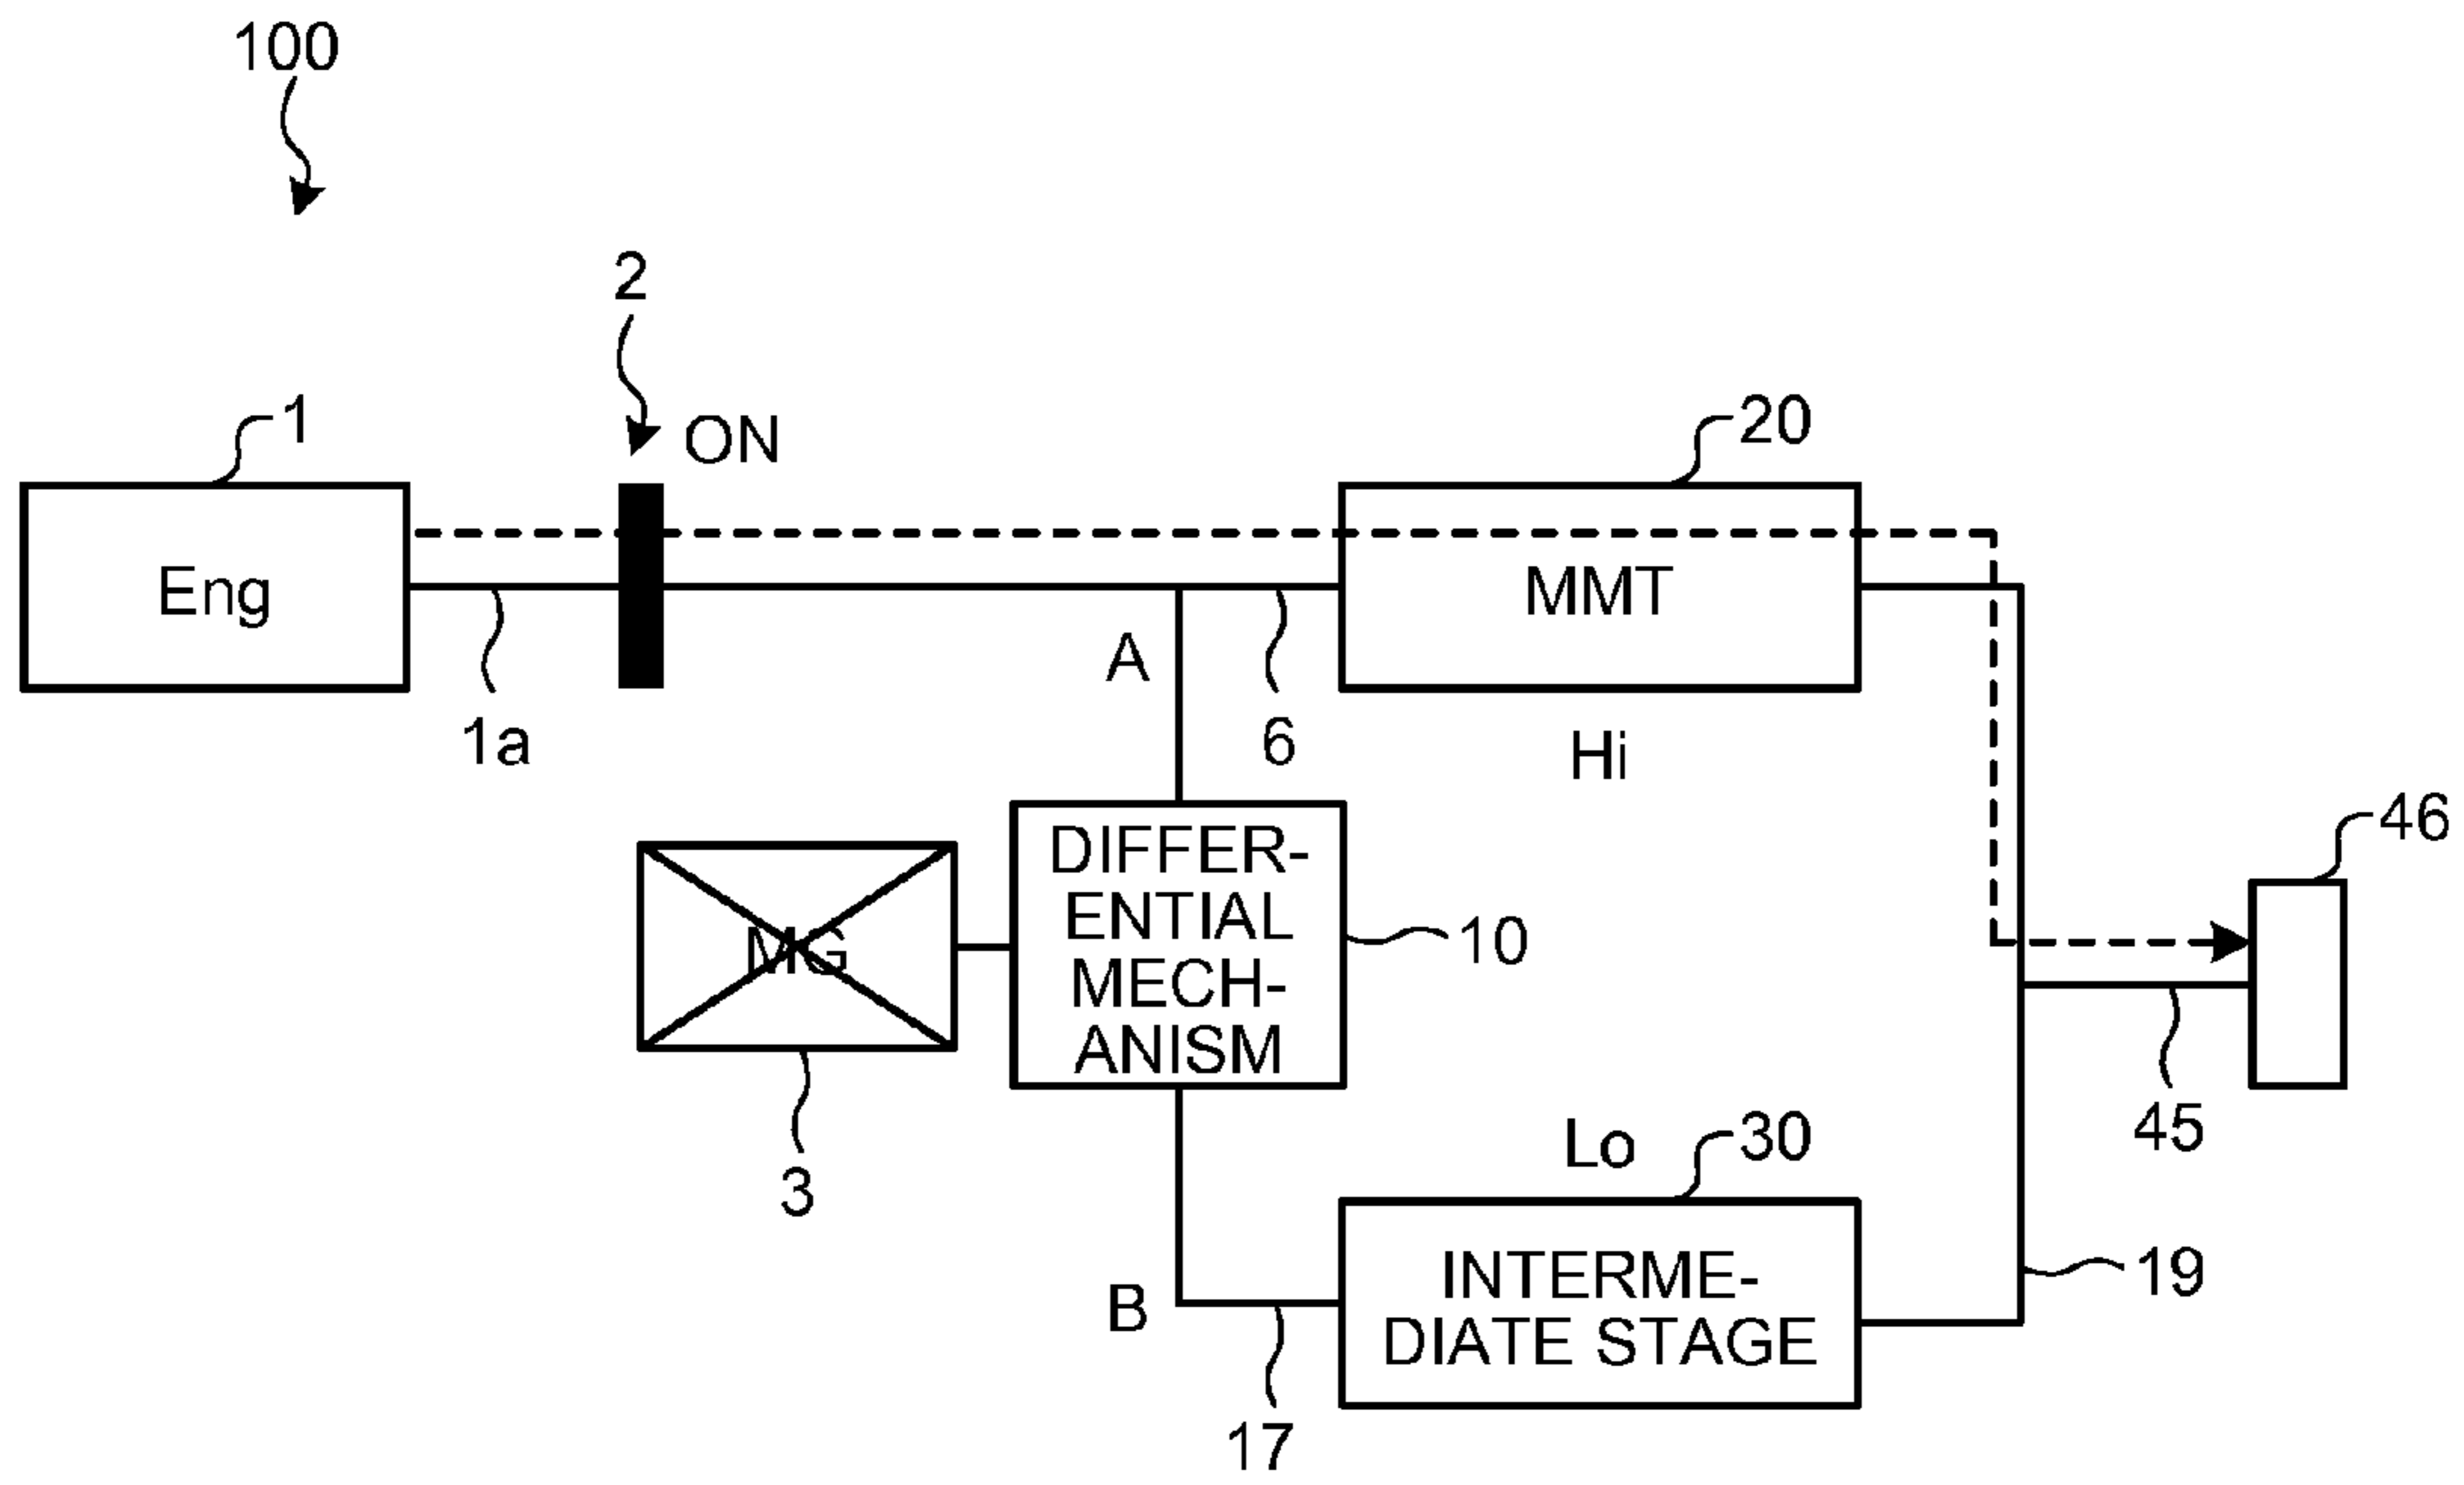 100
2
ON
1
20
Eng
MMT
A
1a
6
Hi
46
DIFFER-
ENTIAL
MECH-
ANISM
MG
10
3
Lo
30
45
INTERME-
DIATE STAGE
19
B
17